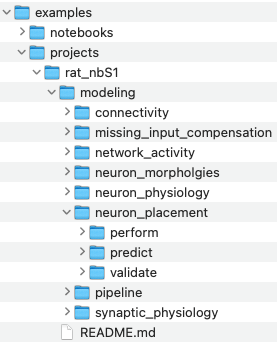 examples
notebooks
projects
rat_nbS1
modeling
connectivity
missing_input_compensation
network_activity
neuron_morpholgies
neuron_physiology
neuron_placement
perform
predict
validate
pipeline
synaptic_physiology
README.md